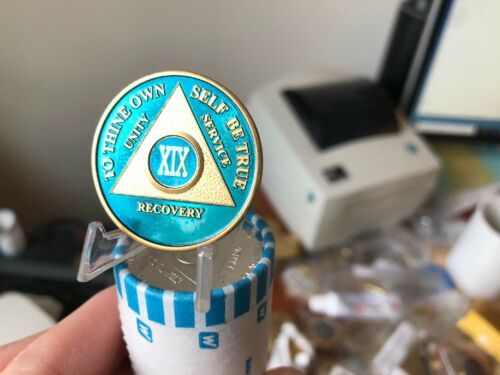 TO THINE OWN SELF BE TRUE
UNITY
SERVICE
XIX
RECOVERY
W
W